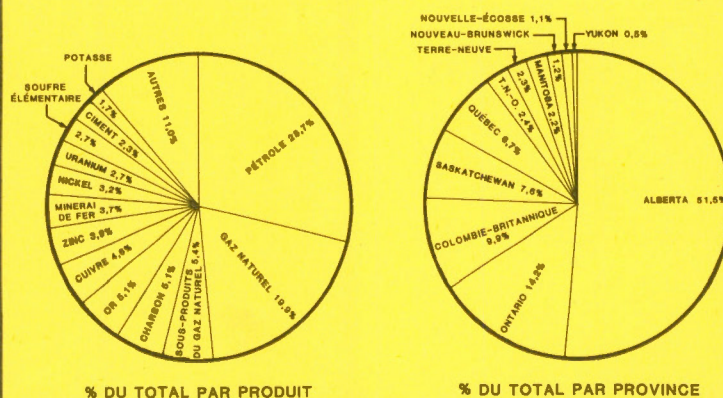 POTASSE
SOUFRE
ÉLÉMENTAIRE
AUTRES 11,0%
1,7%
CIMENT 2,3%
2,7%
URANIUM 2,7%
NICKEL 3,2%
MINERAI
DE FER 3,7%
ZINC 3,9%
CUIVRE 4,6%
OR 5,1%
CHARBON 5,1%
SOUS-PRODUITS
DU GAZ NATUREL 5,4%
GAZ NATUREL 19,9%
PÉTROLE 28,7%
% DU TOTAL PAR PRODUIT
NOUVELLE-ÉCOSSE 1,1%
NOUVEAU-BRUNSWICK
TERRE-NEUVE
YUKON 0,5%
1,2%
MANITOBA 2,2%
2,3%
T.N.-O. 2,4%
QUÉBEC 6,7%
SASKATCHEWAN 7,6%
COLOMBIE-BRITANNIQUE
9,9%
ONTARIO 14,2%
ALBERTA 51,5%
% DU TOTAL PAR PROVINCE